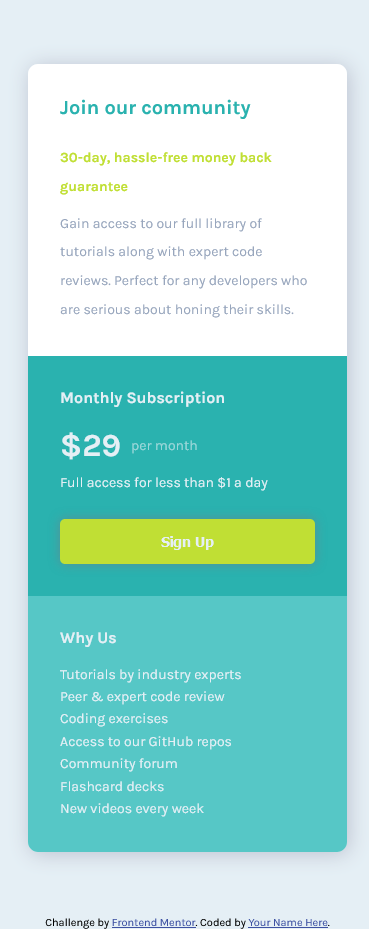 Join our community
30-day, hassle-free money back
guarantee
Gain access to our full library of
tutorials along with expert code
reviews. Perfect for any developers who
are serious about honing their skills.
Monthly Subscription
$29 per month
Full access for less than $1 a day
Sign Up
Why Us
Tutorials by industry experts
Peer & expert code review
Coding exercises
Access to our GitHub repos
Community forum
Flashcard decks
New videos every week
Challenge by Frontend Mentor. Coded by Your Name Here.